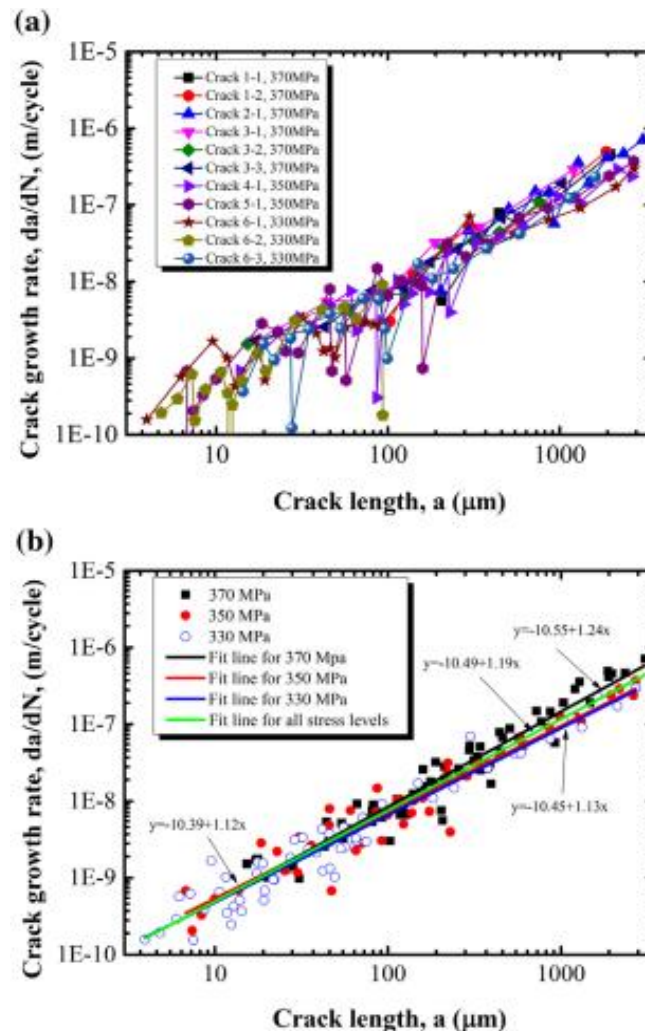 (a)
1E-5
1E-6
1E-7
1E-8
1E-9
1E-10
Crack growth rate, da/dN, (m/cycle)
Crack 1-1, 370MPa
Crack 1-2, 370MPa
Crack 2-1, 370MPa
Crack 3-1, 370MPa
Crack 3-2, 370MPa
Crack 3-3, 370MPa
Crack 4-1, 350MPa
Crack 5-1, 350MPa
Crack 6-1, 330MPa
Crack 6-2, 330MPa
Crack 6-3, 330MPa
10 100 1000
Crack length, a (μm)
(b)
1E-5
1E-6
1E-7
1E-8
1E-9
1E-10
Crack growth rate, da/dN, (m/cycle)
370 MPa
350 MPa
330 MPa
Fit line for 370 Mpa
Fit line for 350 MPa
Fit line for 330 MPa
Fit line for all stress levels
y=-10.55+1.24x
y=-10.49+1.19x
y=-10.45+1.13x
y=-10.39+1.12x
10 100 1000
Crack length, a (μm)